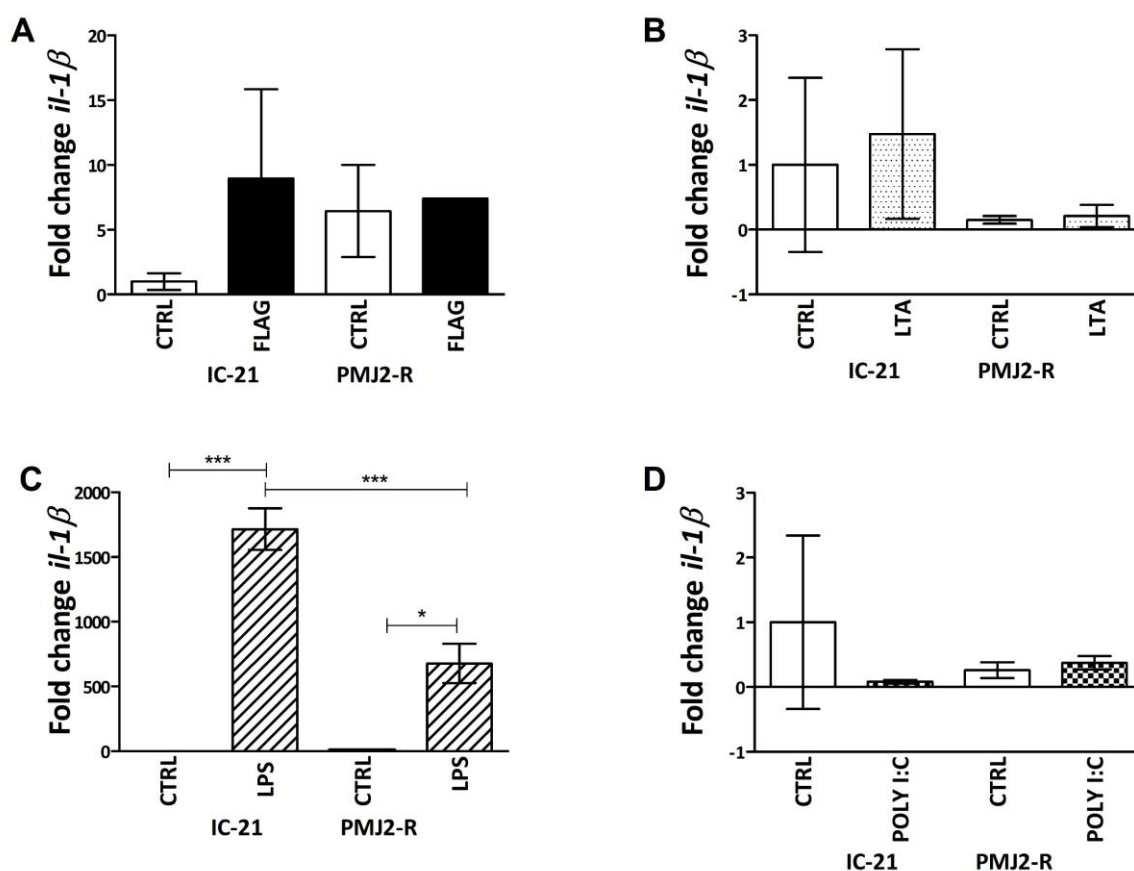 A
Fold change il-1β
20
15
10
5
0
CTRL
FLAG
CTRL
FLAG
IC-21 PMJ2-R
B
Fold change il-1β
3
2
1
0
-1
CTRL
LTA
CTRL
LTA
IC-21 PMJ2-R
C
Fold change il-1β
2000
1500
1000
500
0
***
***
*
CTRL
LPS
CTRL
LPS
IC-21 PMJ2-R
D
Fold change il-1β
3
2
1
0
-1
CTRL
POLY I:C
CTRL
POLY I:C
IC-21 PMJ2-R